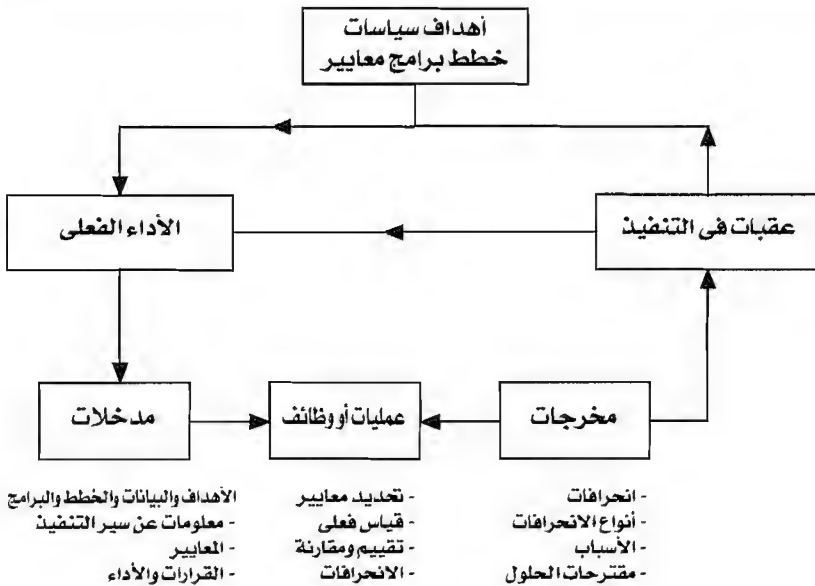 أهداف سياسات
خطط برامج معايير
عقبات فى التنفيذ
الأداء الفعلى
مخرجات
عمليات أو وظائف
مدخلات
- انحرافات
- أنواع الانحرافات
- الأسباب
- مقترحات الحلول
- تحديد معايير
- قياس فعلى
- تقييم ومقارنة
- الانحرافات
الأهداف والبيانات والخطط والبرامج
- معلومات عن سير التنفيذ
- المعايير
- القرارات والأداء